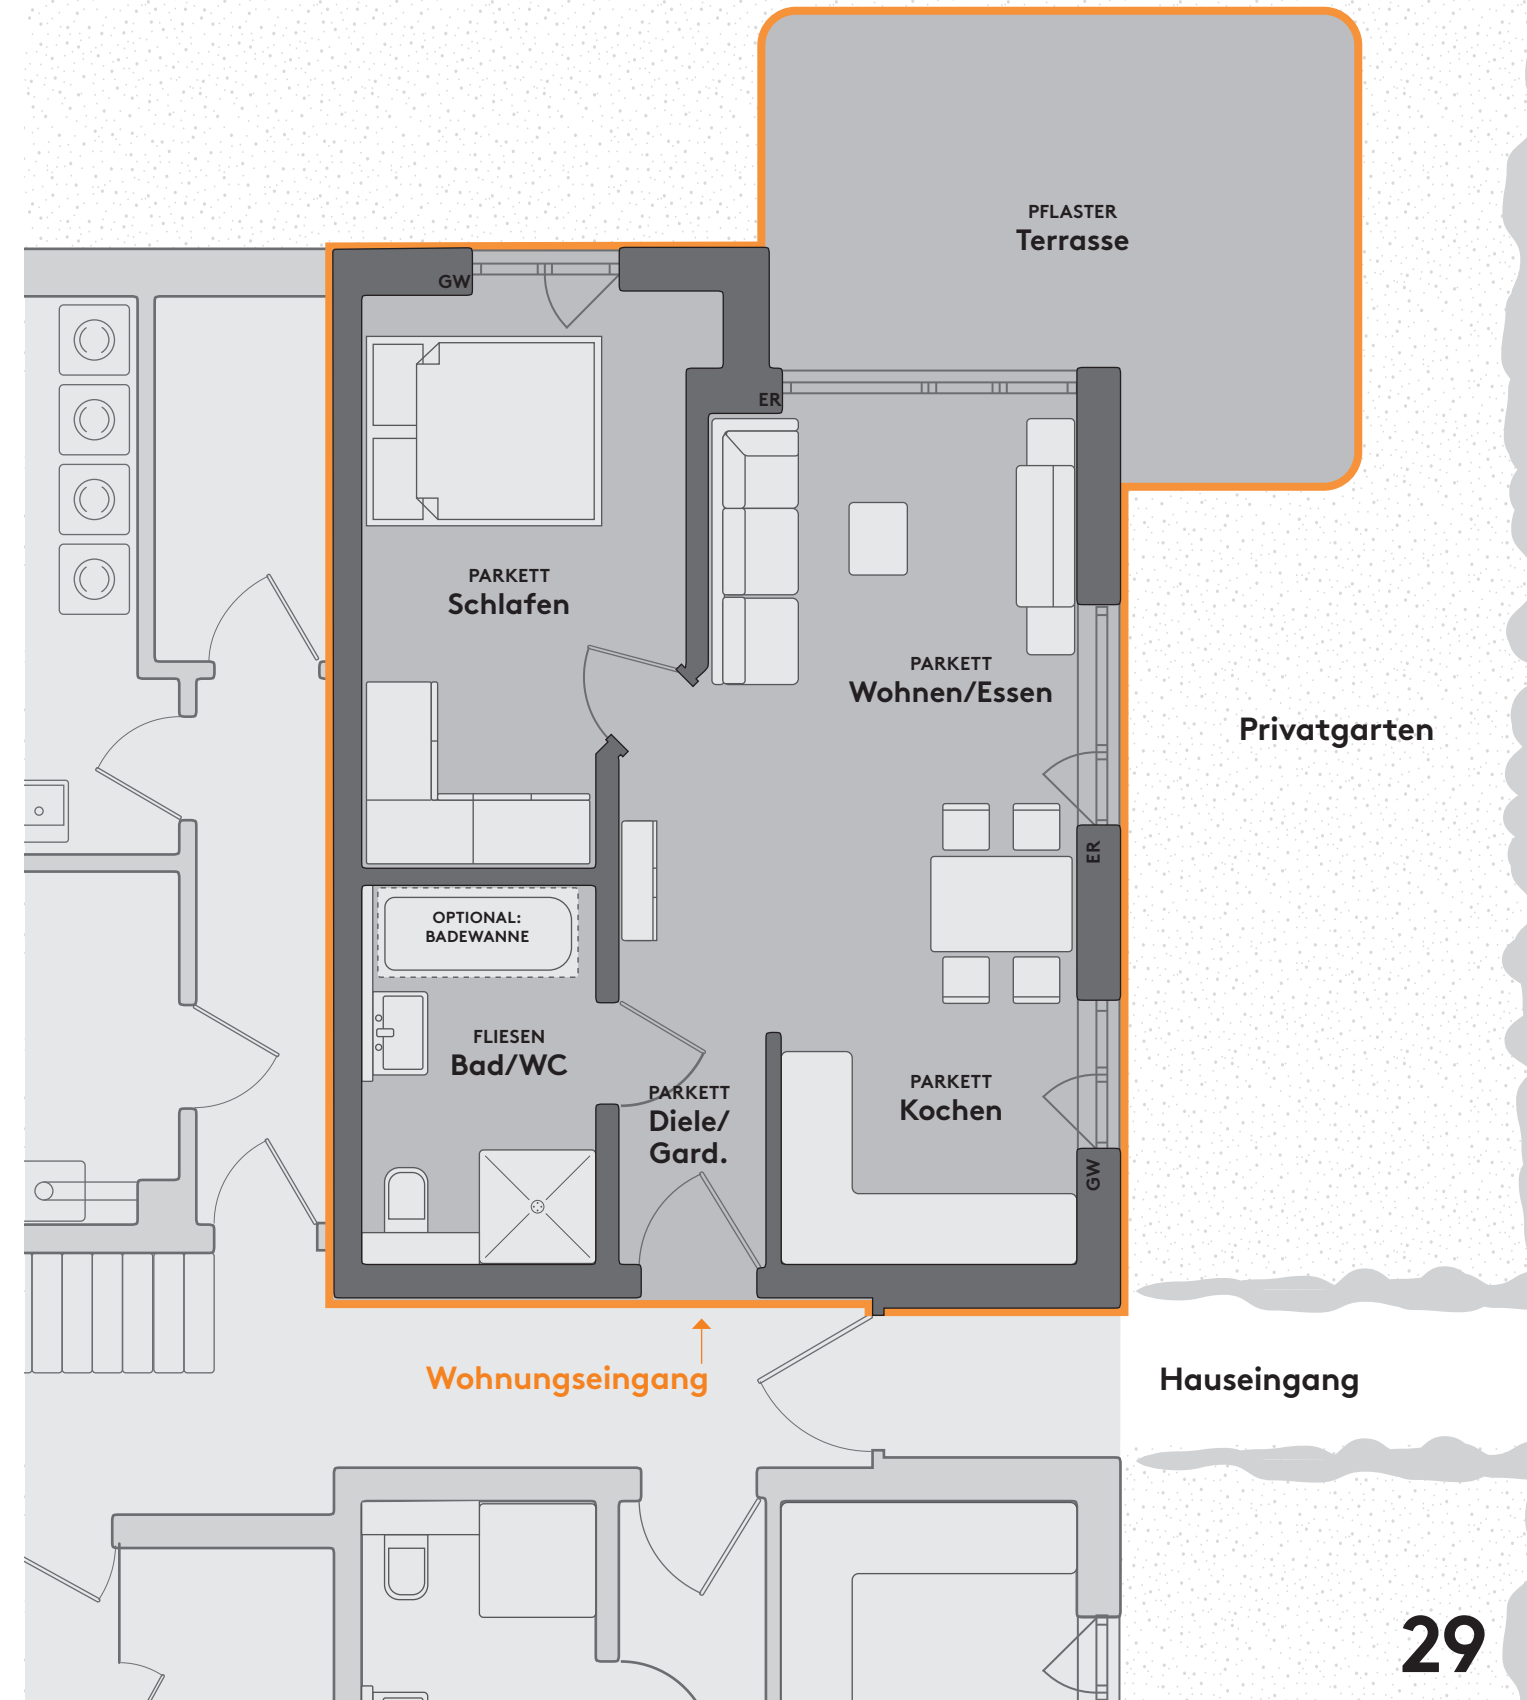 PFLASTER
Terrasse
GW
ER
PARKETT
Schlafen
PARKETT
Wohnen/Essen
Privatgarten
ER
OPTIONAL:
BADEWANNE
FLIESEN
Bad/WC
PARKETT
Diele/
Gard.
PARKETT
Kochen
GW
Wohnungseingang
Hauseingang
29